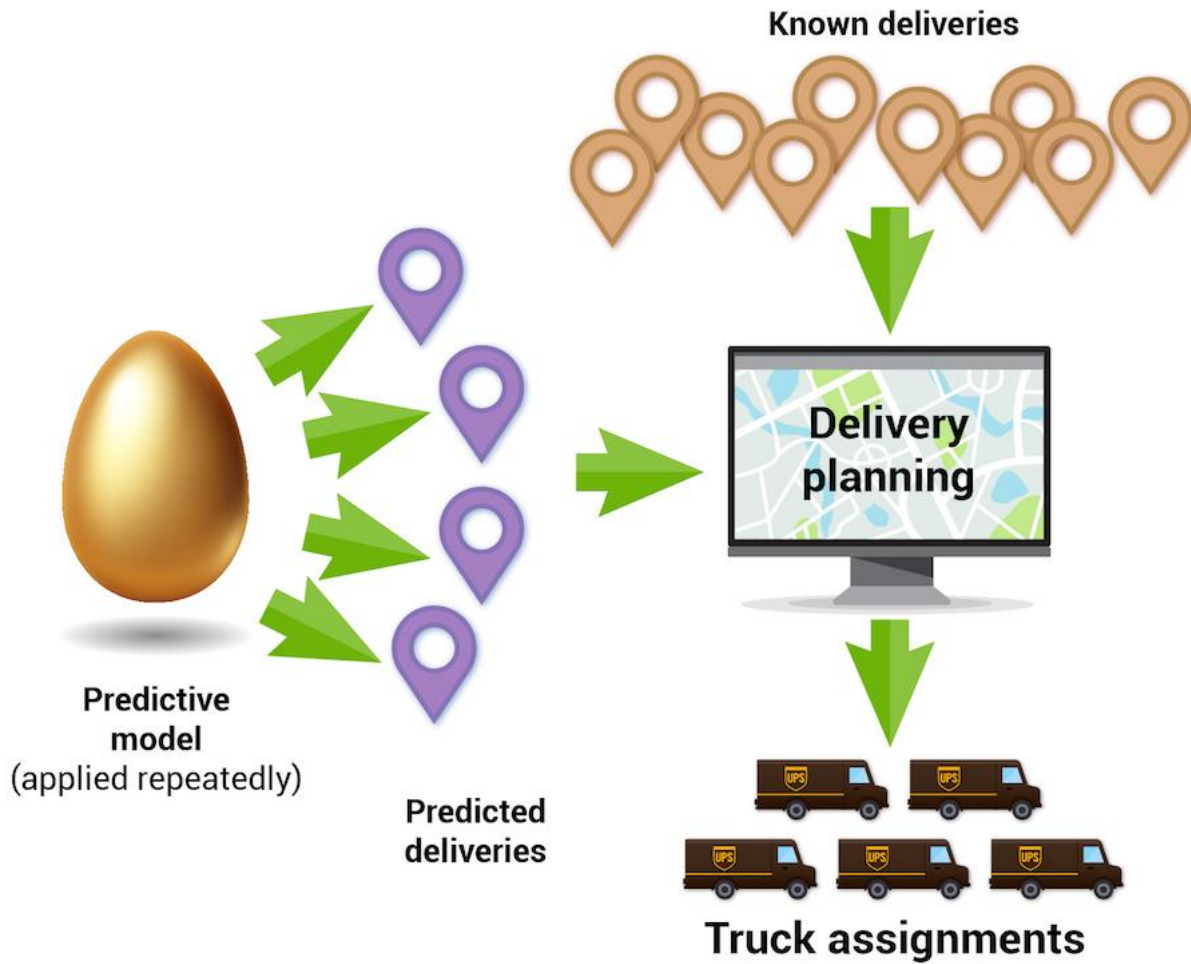 Known deliveries
Delivery
planning
Predictive
model
(applied repeatedly)
Predicted
deliveries
UPS
UPS
UPS
UPS
UPS
Truck assignments